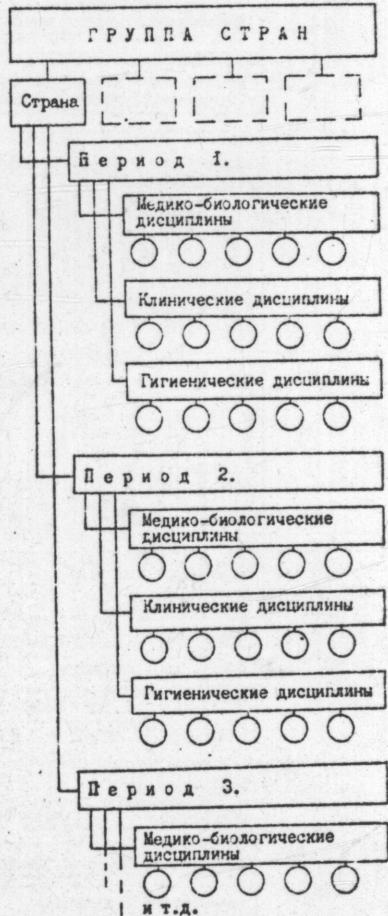 ГРУППА СТРАН
Страна
Период 1.
Медико-биологические
дисциплины
Клинические дисциплины
Гигиенические дисциплины
Период 2.
Медико-биологические
дисциплины
Клинические дисциплины
Гигиенические дисциплины
Период 3.
Медико-биологические
дисциплины
и т.д.